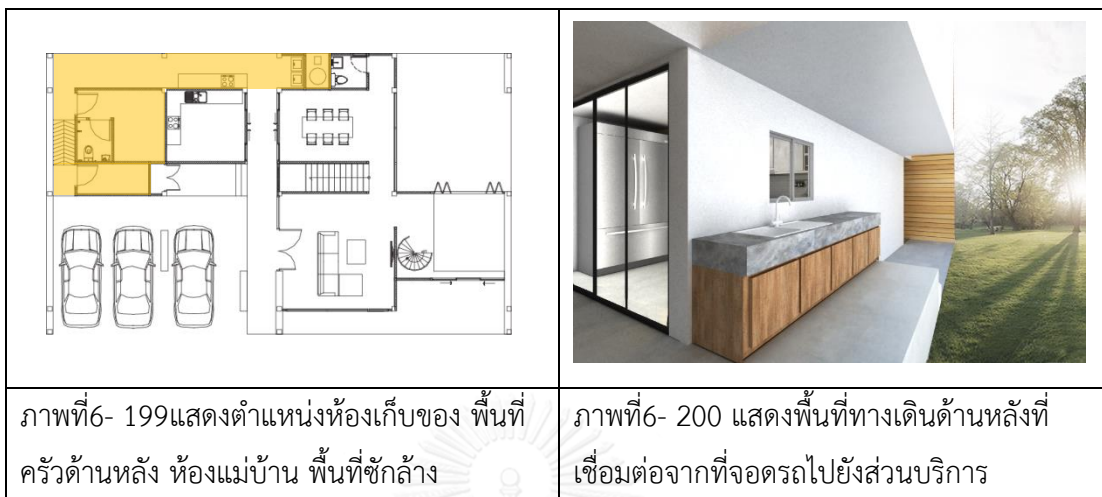 ภาพที่6- 199แสดงตำแหน่งห้องเก็บของ พื้นที่
ครัวด้านหลัง ห้องแม่บ้าน พื้นที่ซักล้าง
ภาพที่6- 200 แสดงพื้นที่ทางเดินด้านหลังที่
เชื่อมต่อจากที่จอดรถไปยังส่วนบริการ